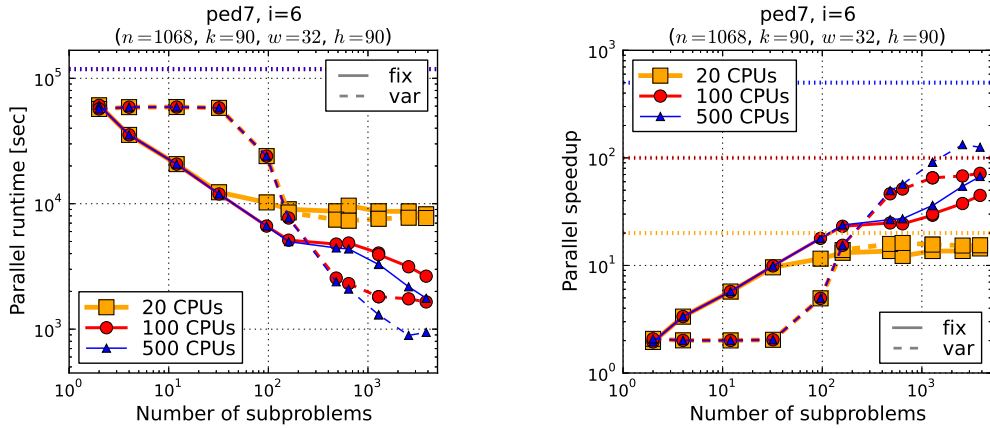 ped7, i=6
(n=1068, k=90, w=32, h=90)
Parallel runtime [sec]
10^5
10^4
10^3
fix
var
20 CPUs
100 CPUs
500 CPUs
10^0 10^1 10^2 10^3
Number of subproblems
ped7, i=6
(n=1068, k=90, w=32, h=90)
Parallel speedup
10^3
10^2
10^1
10^0
20 CPUs
100 CPUs
500 CPUs
fix
var
10^0 10^1 10^2 10^3
Number of subproblems